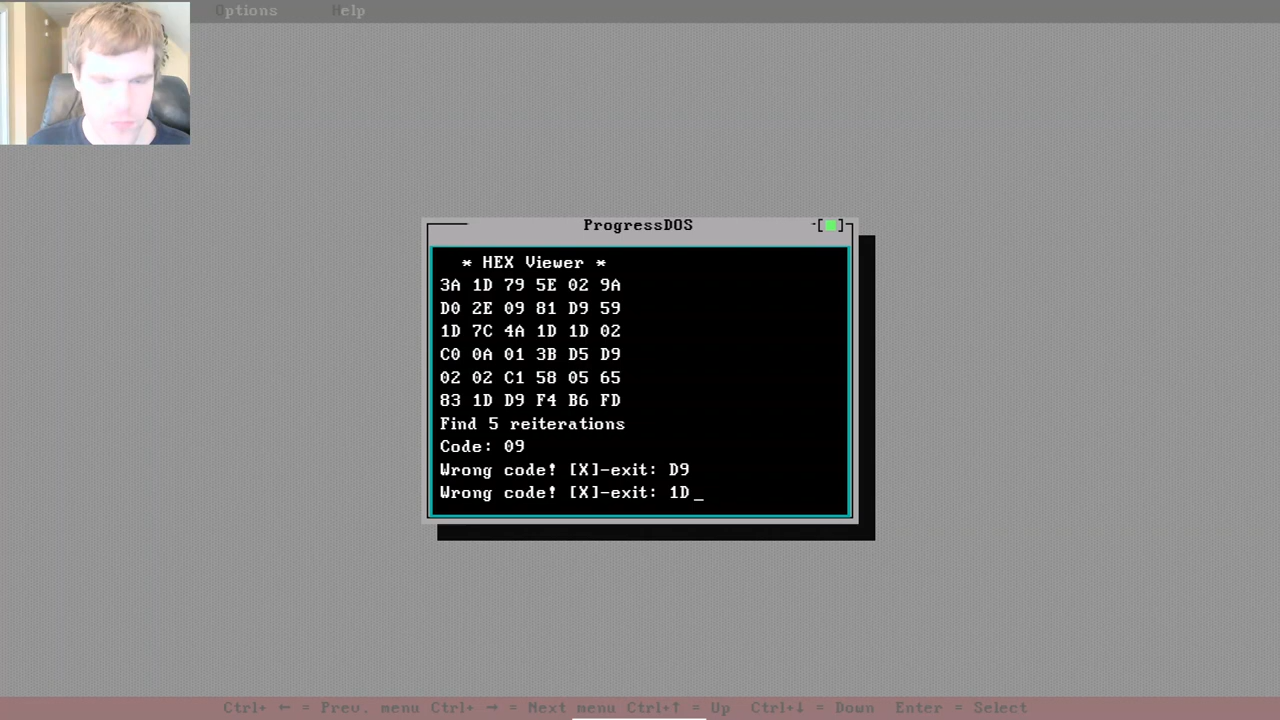 Options Help
ProgressDOS
* HEX Viewer *
3A 1D 79 5E 02 9A
D0 2E 09 81 D9 59
1D 7C 4A 1D 1D 02
C0 0A 01 3B D5 D9
02 02 C1 58 05 65
83 1D D9 F4 B6 FD
Find 5 reiterations
Code: 09
Wrong code! [X]-exit: D9
Wrong code! [X]-exit: 1D_
Ctrl+ ← = Prev. menu Ctrl+ → = Next menu Ctrl+↑ = Up Ctrl+↓ = Down Enter = Select